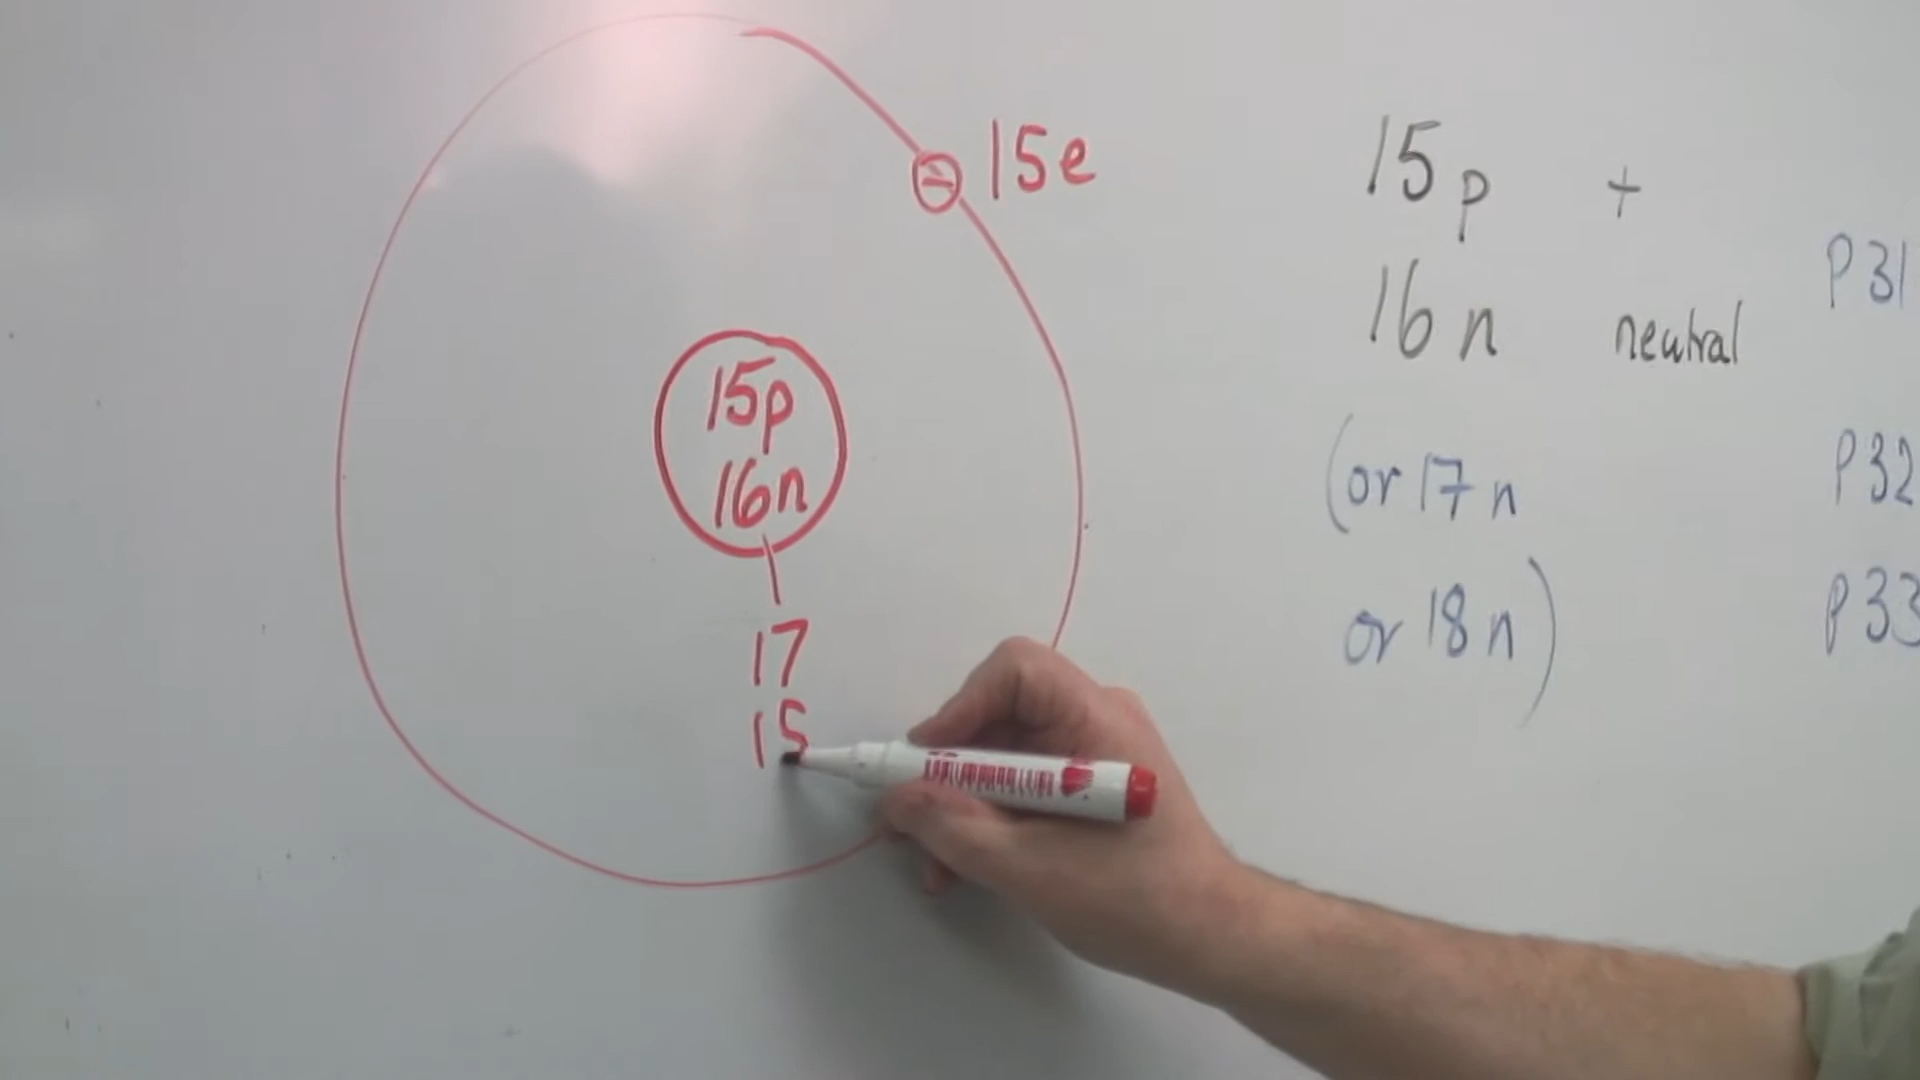 15e
15p
16n
17
15
15p +
16n neutral
(or 17n
or 18n)
P31
P32
P33